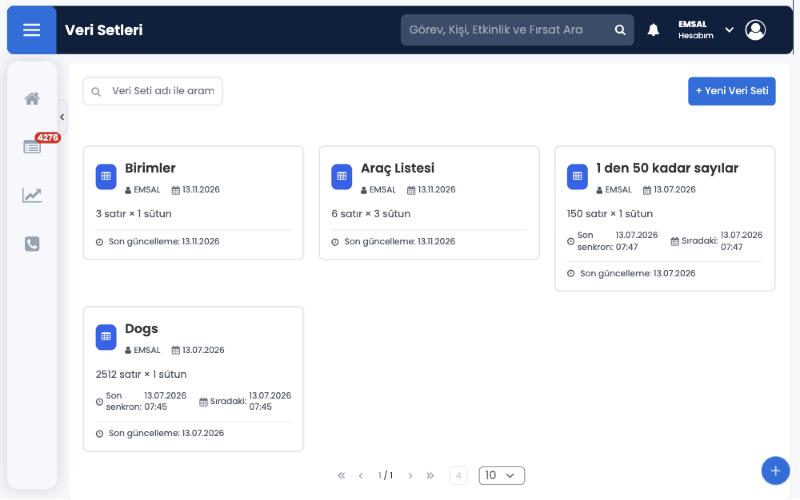 Veri Setleri
Görev, Kişi, Etkinlik ve Fırsat Ara
EMSAL
Hesabım
4276
Veri Seti adı ile aram
+ Yeni Veri Seti
Birimler
EMSAL 13.11.2026
3 satır × 1 sütun
Son güncelleme: 13.11.2026
Araç Listesi
EMSAL 13.11.2026
6 satır × 3 sütun
Son güncelleme: 13.11.2026
1 den 50 kadar sayılar
EMSAL 13.07.2026
150 satır × 1 sütun
Son senkron: 13.07.2026 07:47 Sıradaki: 13.07.2026 07:47
Son güncelleme: 13.07.2026
Dogs
EMSAL 13.07.2026
2512 satır × 1 sütun
Son senkron: 13.07.2026 07:45 Sıradaki: 13.07.2026 07:45
Son güncelleme: 13.07.2026
1 / 1
4
10